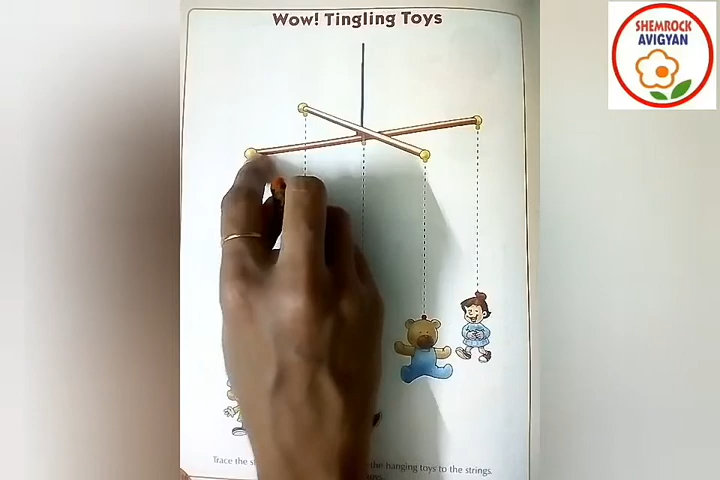 Wow! Tingling Toys
SHEMROCK
AVIGYAN
Trace the
the hanging toys to the strings.